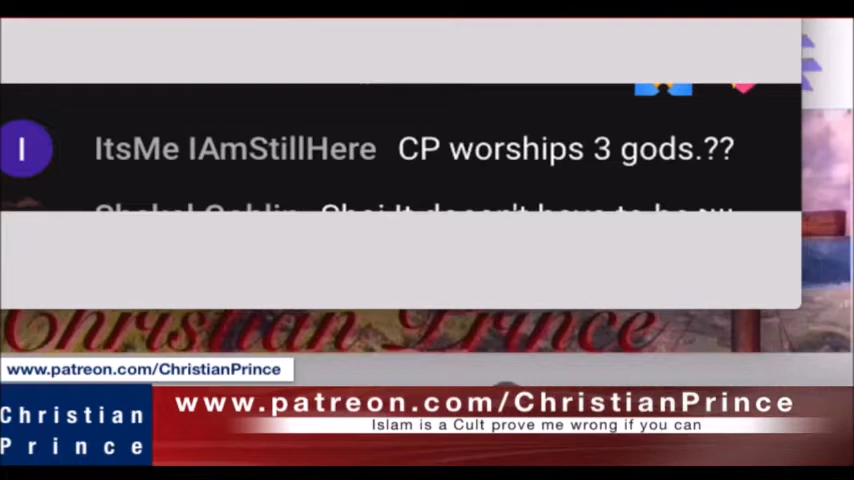 I
ItsMe IAmStillHere CP worships 3 gods.??
Christian Prince
www.patreon.com/ChristianPrince
Christian
Prince
www.patreon.com/ChristianPrince
Islam is a Cult prove me wrong if you can